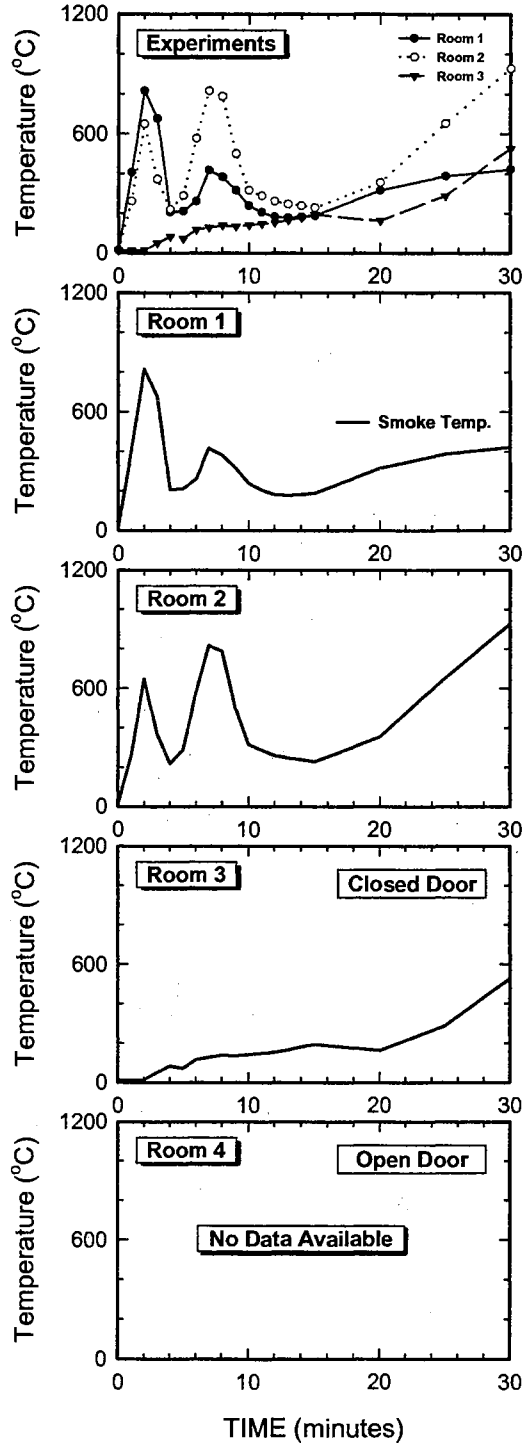 1200
600
0
Temperature (°C)
Experiments
Room 1
Room 2
Room 3
0 10 20 30
1200
600
0
Temperature (°C)
Room 1
Smoke Temp.
0 10 20 30
1200
600
0
Temperature (°C)
Room 2
0 10 20 30
1200
600
0
Temperature (°C)
Room 3
Closed Door
0 10 20 30
1200
600
0
Temperature (°C)
Room 4
Open Door
No Data Available
0 10 20 30
TIME (minutes)